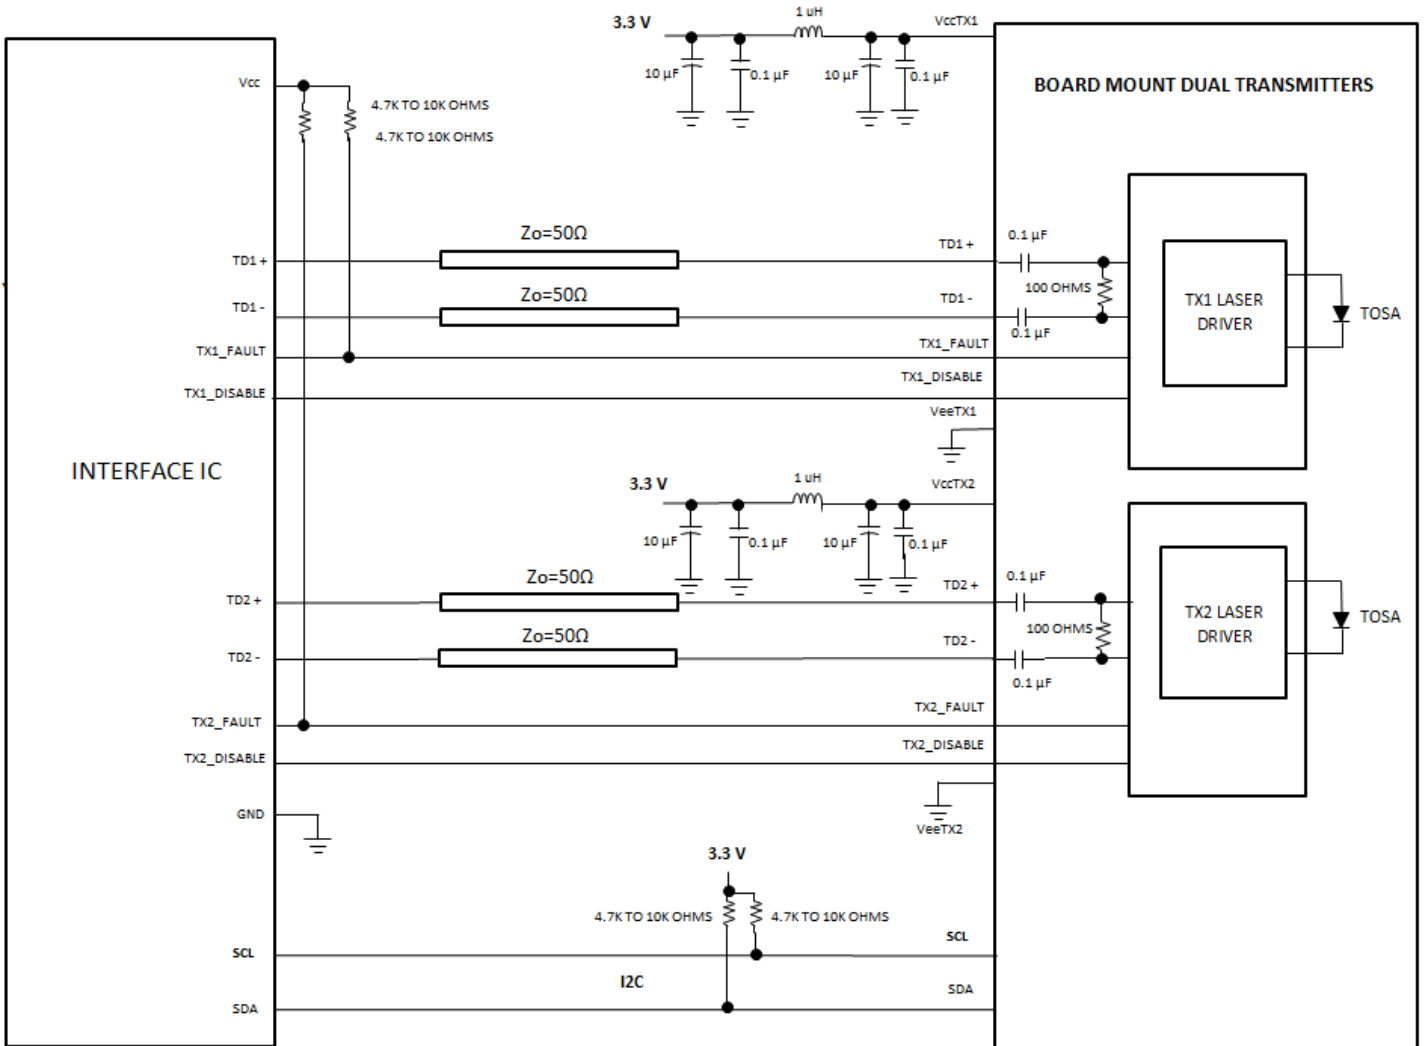 1 uH
3.3 V
VccTX1
10 µF
0.1 µF
10 µF
0.1 µF
BOARD MOUNT DUAL TRANSMITTERS
Vcc
4.7K TO 10K OHMS
4.7K TO 10K OHMS
Zo=50Ω
TD1 +
TD1 +
0.1 µF
Zo=50Ω
TD1 -
TD1 -
100 OHMS
0.1 µF
TX1 LASER
DRIVER
TOSA
TX1_FAULT
TX1_FAULT
TX1_DISABLE
TX1_DISABLE
VeeTX1
INTERFACE IC
1 uH
3.3 V
VccTX2
10 µF
0.1 µF
10 µF
0.1 µF
Zo=50Ω
TD2 +
TD2 +
0.1 µF
Zo=50Ω
TD2 -
TD2 -
100 OHMS
0.1 µF
TX2 LASER
DRIVER
TOSA
TX2_FAULT
TX2_FAULT
TX2_DISABLE
TX2_DISABLE
GND
VeeTX2
3.3 V
4.7K TO 10K OHMS
4.7K TO 10K OHMS
SCL
SCL
I2C
SDA
SDA